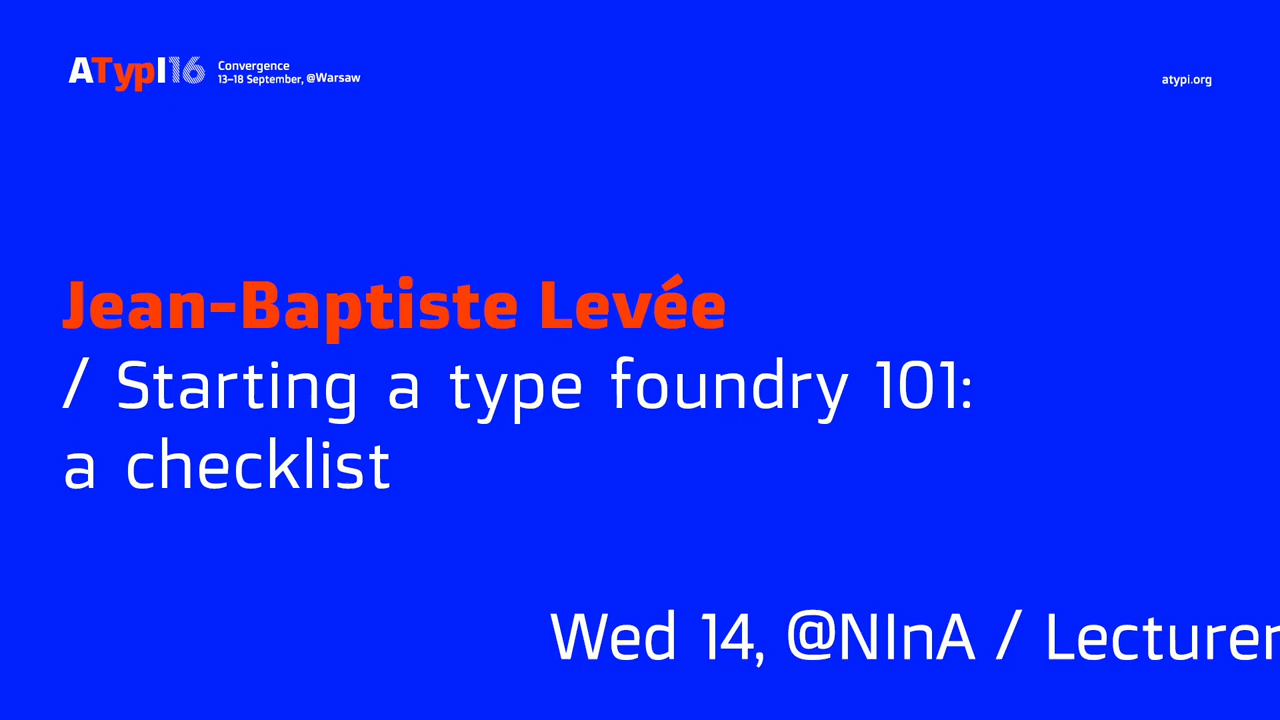 ATypI16
Convergence
13–18 September, @Warsaw
atypi.org
Jean-Baptiste Levée
/ Starting a type foundry 101:
a checklist
Wed 14, @NInA / Lecturer